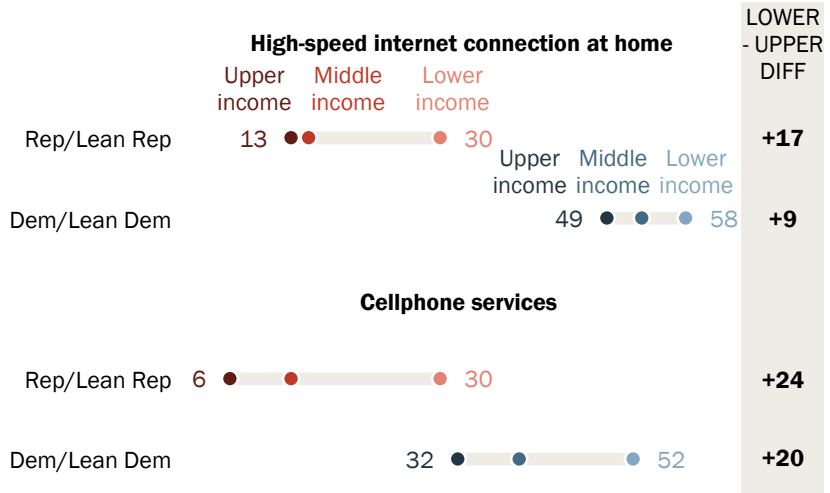 LOWER
- UPPER
DIFF
High-speed internet connection at home
Upper income
Middle income
Lower income
Rep/Lean Rep 13 30 +17
Upper income
Middle income
Lower income
Dem/Lean Dem 49 58 +9
Cellphone services
Rep/Lean Rep 6 30 +24
Dem/Lean Dem 32 52 +20